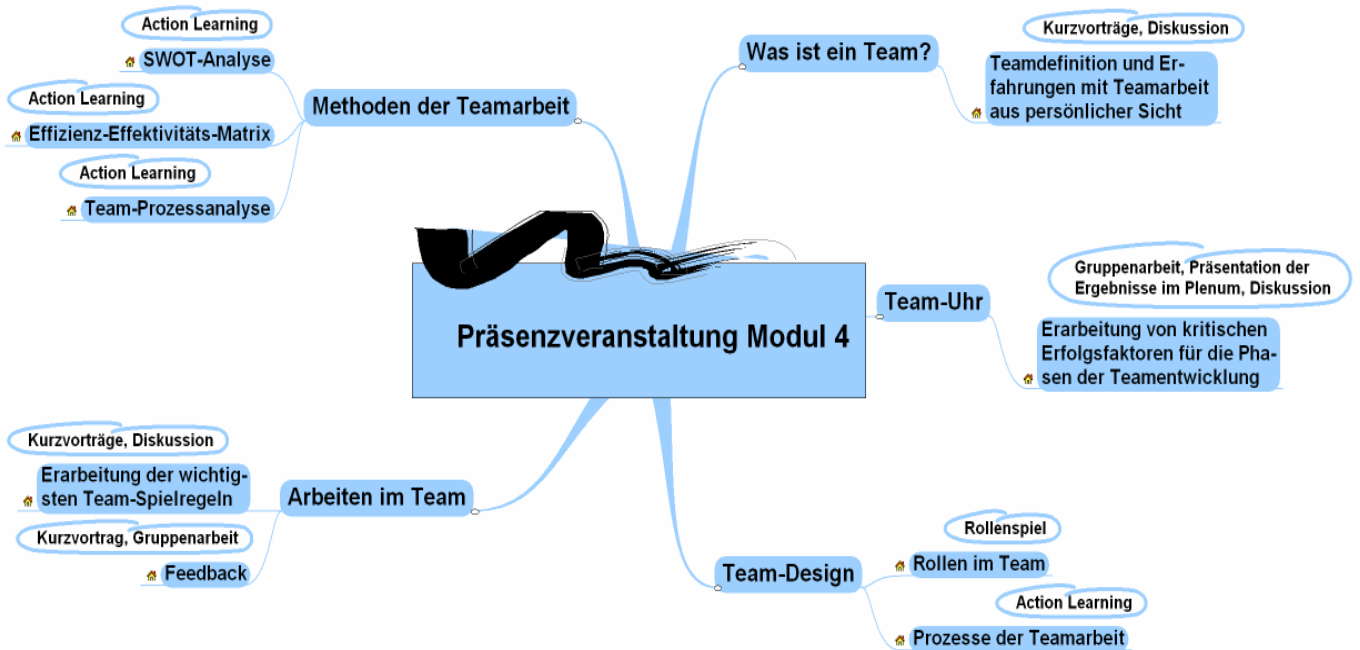 Präsenzveranstaltung Modul 4
Was ist ein Team?
Kurzvorträge, Diskussion
Teamdefinition und Er-
fahrungen mit Teamarbeit
aus persönlicher Sicht
Team-Uhr
Gruppenarbeit, Präsentation der
Ergebnisse im Plenum, Diskussion
Erarbeitung von kritischen
Erfolgsfaktoren für die Pha-
sen der Teamentwicklung
Team-Design
Rollenspiel
Rollen im Team
Action Learning
Prozesse der Teamarbeit
Arbeiten im Team
Kurzvorträge, Diskussion
Erarbeitung der wichtig-
sten Team-Spielregeln
Kurzvortrag, Gruppenarbeit
Feedback
Methoden der Teamarbeit
Action Learning
SWOT-Analyse
Action Learning
Effizienz-Effektivitäts-Matrix
Action Learning
Team-Prozessanalyse